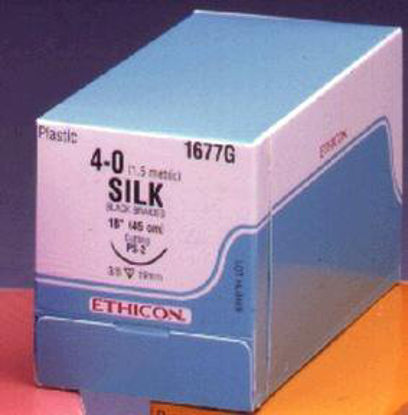 Plastic
1677G
4-0 (1.5 metric)
SILK
BLACK BRAIDED
18" (45 cm)
Cutting
PS-2
3/8 19mm
ETHICON
ETHICON